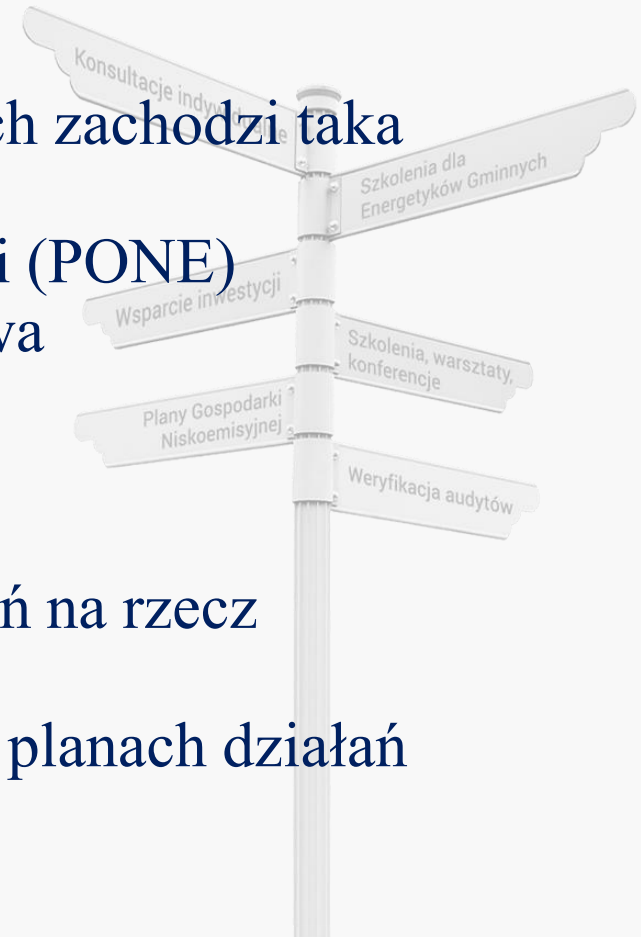 Konsultacje indywidualne
ch zachodzi taka
Szkolenia dla
Energetyków Gminnych
i (PONE)
Wsparcie inwestycji
wa
Szkolenia, warsztaty,
konferencje
Plany Gospodarki
Niskoemisyjnej
Weryfikacja audytów
ń na rzecz
planach działań